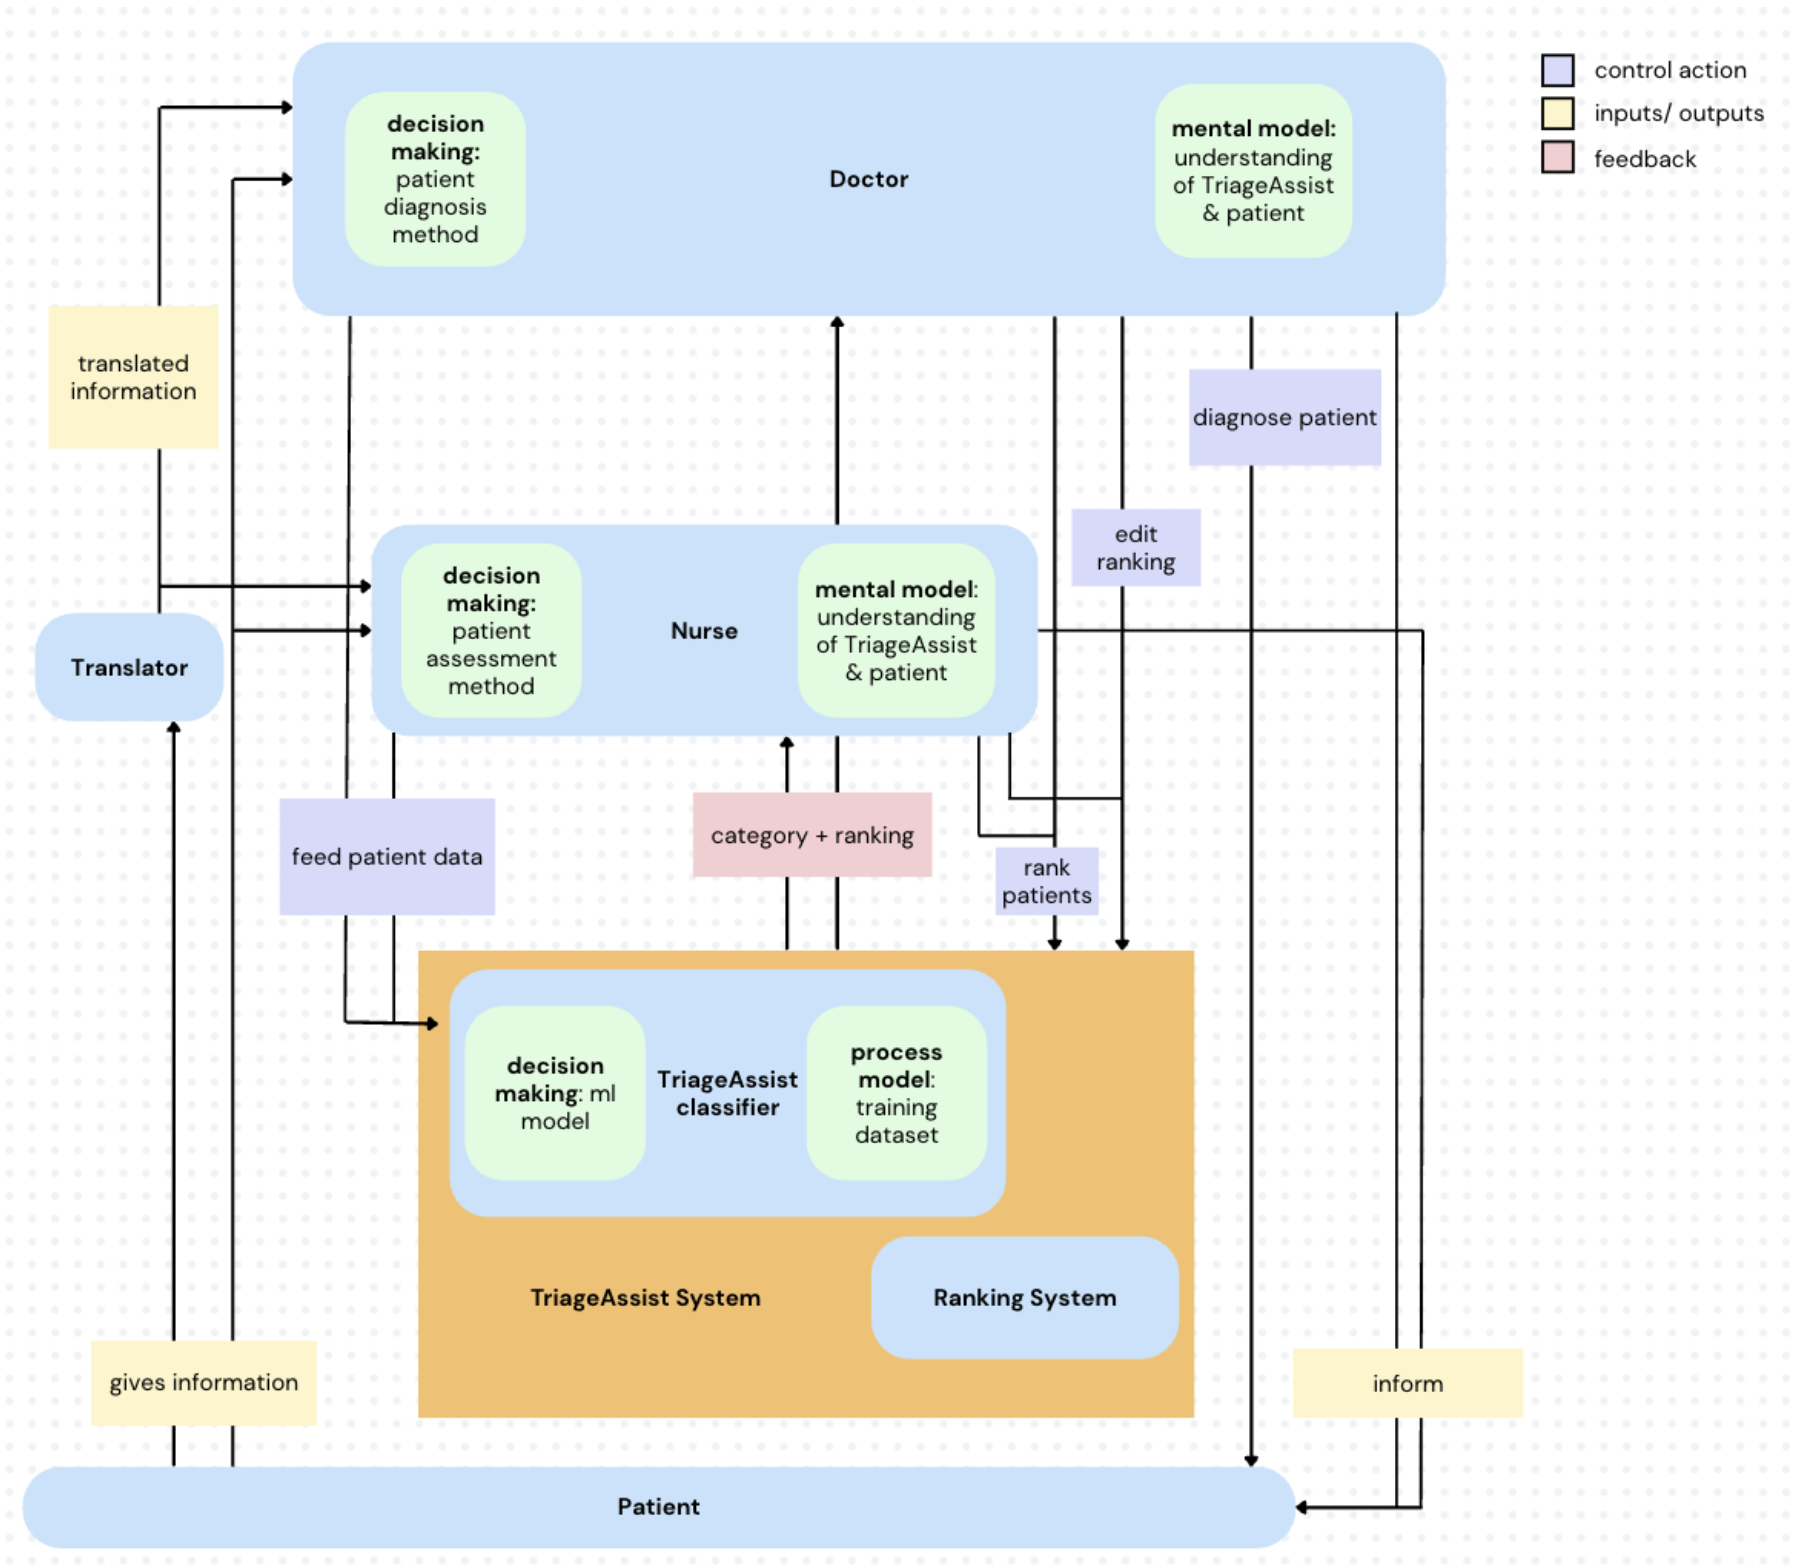 control action
inputs/ outputs
feedback
decision
making:
patient
diagnosis
method
Doctor
mental model:
understanding
of TriageAssist
& patient
translated
information
diagnose patient
edit
ranking
decision
making:
patient
assessment
method
Nurse
mental model:
understanding
of TriageAssist
& patient
Translator
feed patient data
category + ranking
rank
patients
decision
making: ml
model
TriageAssist
classifier
process
model:
training
dataset
TriageAssist System
Ranking System
gives information
inform
Patient